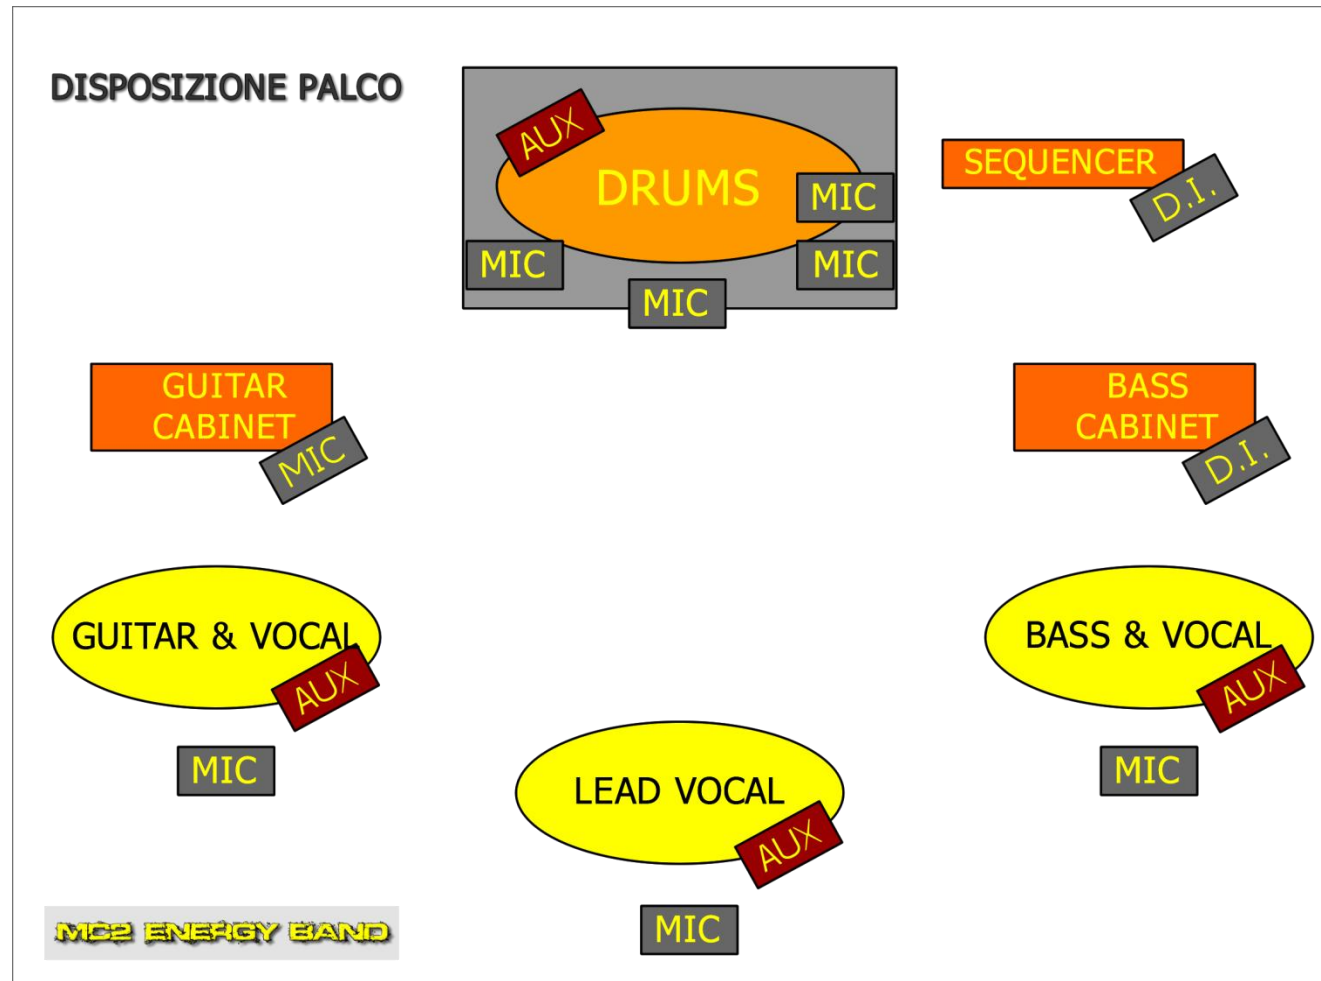 DISPOSIZIONE PALCO
AUX
DRUMS
MIC
MIC
MIC
MIC
SEQUENCER
D.I.
GUITAR
CABINET
MIC
BASS
CABINET
D.I.
GUITAR & VOCAL
AUX
MIC
BASS & VOCAL
AUX
MIC
LEAD VOCAL
AUX
MIC
MC2 ENERGY BAND